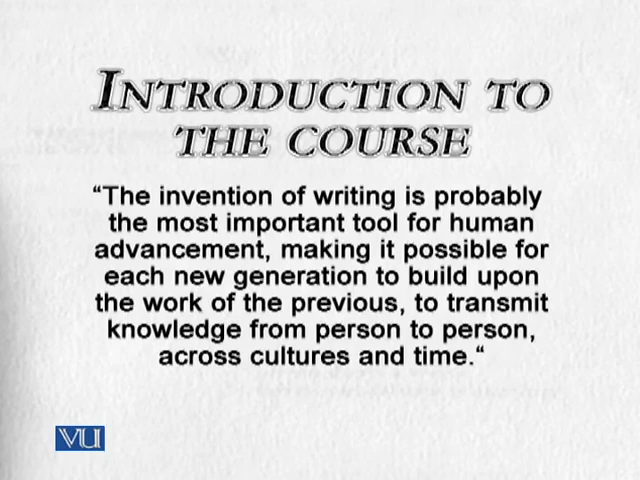 INTRODUCTION TO
THE COURSE
“The invention of writing is probably
the most important tool for human
advancement, making it possible for
each new generation to build upon
the work of the previous, to transmit
knowledge from person to person,
across cultures and time.“
VU